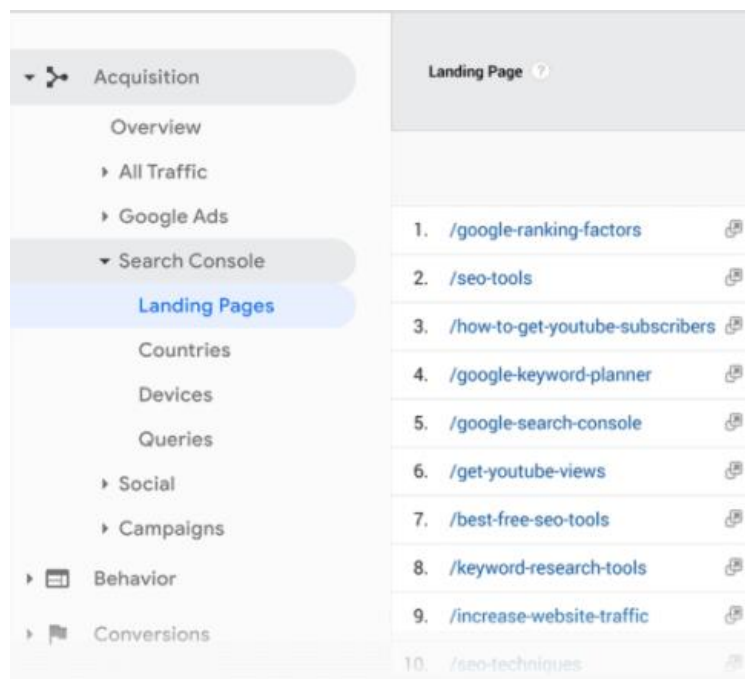 Acquisition
Overview
All Traffic
Google Ads
Search Console
Landing Pages
Countries
Devices
Queries
Social
Campaigns
Behavior
Conversions
Landing Page ?
1. /google-ranking-factors
2. /seo-tools
3. /how-to-get-youtube-subscribers
4. /google-keyword-planner
5. /google-search-console
6. /get-youtube-views
7. /best-free-seo-tools
8. /keyword-research-tools
9. /increase-website-traffic
10. /seo-techniques